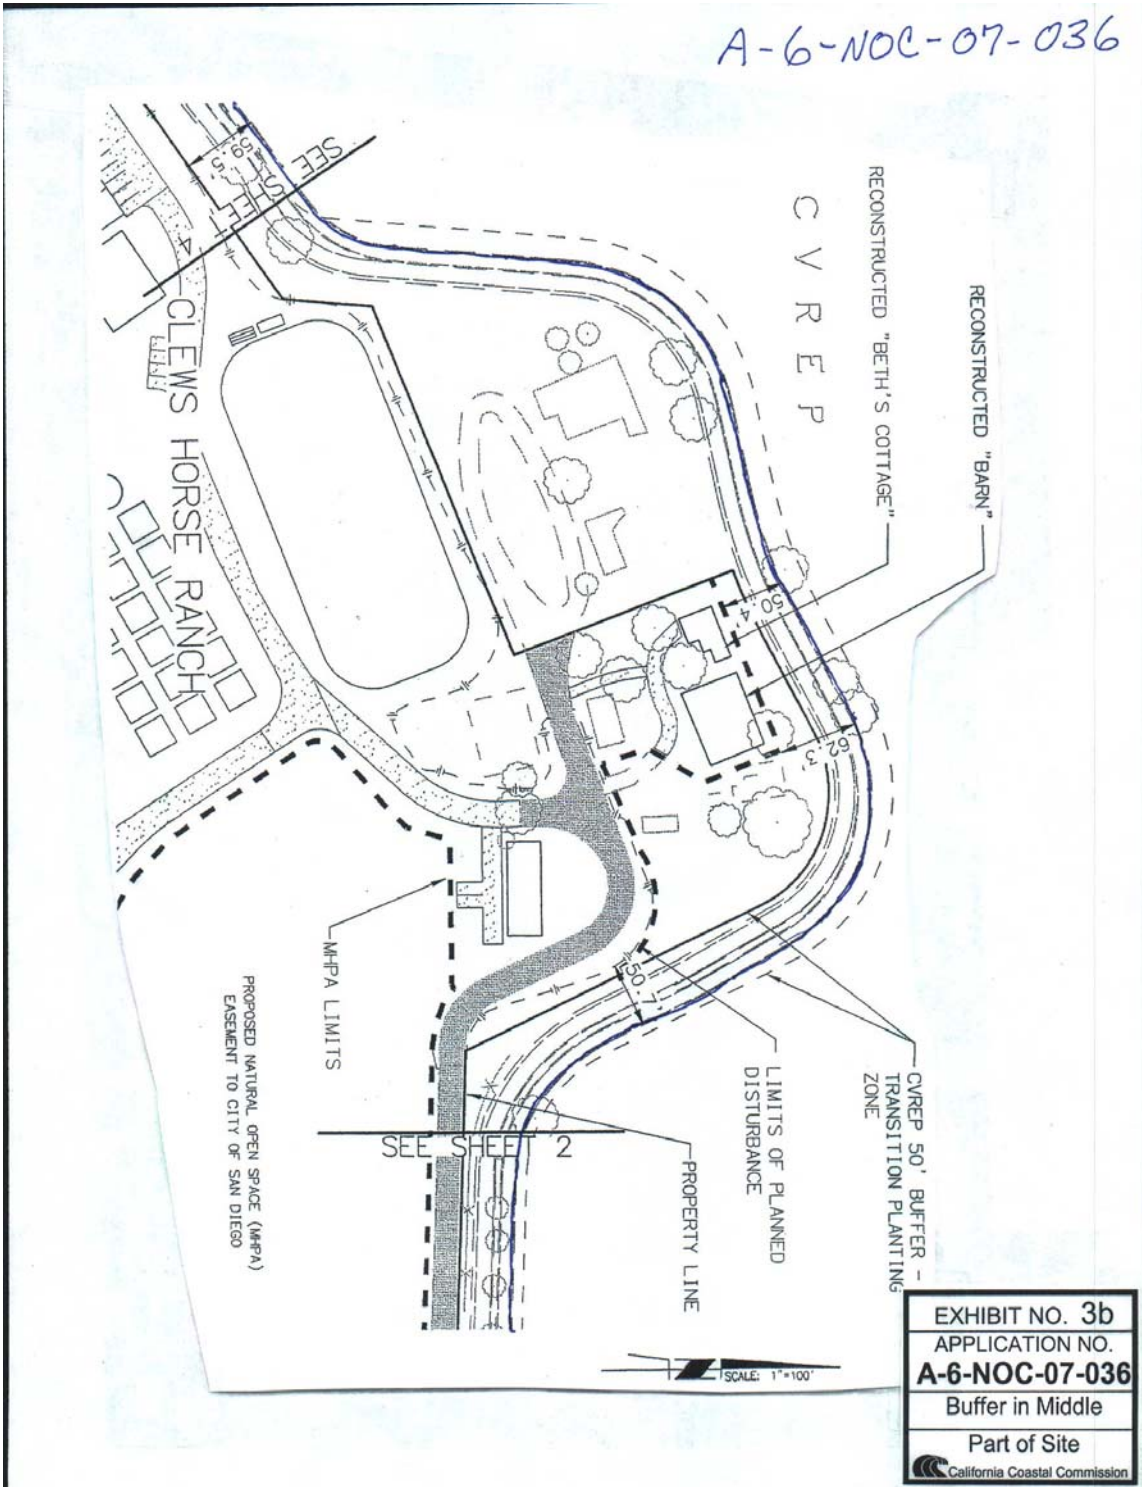 A-6-NOC-07-036
SEE
SHEET
59.5'
CLEWS HORSE RANCH
CVREP
RECONSTRUCTED "BETH'S COTTAGE"
RECONSTRUCTED "BARN"
50.4
62.3
50.7
MHPA LIMITS
PROPOSED NATURAL OPEN SPACE (MHPA)
EASEMENT TO CITY OF SAN DIEGO
SEE SHEET 2
PROPERTY LINE
LIMITS OF PLANNED
DISTURBANCE
CVREP 50' BUFFER -
TRANSITION PLANTING
ZONE
SCALE: 1"=100'
EXHIBIT NO. 3b
APPLICATION NO.
A-6-NOC-07-036
Buffer in Middle
Part of Site
California Coastal Commission